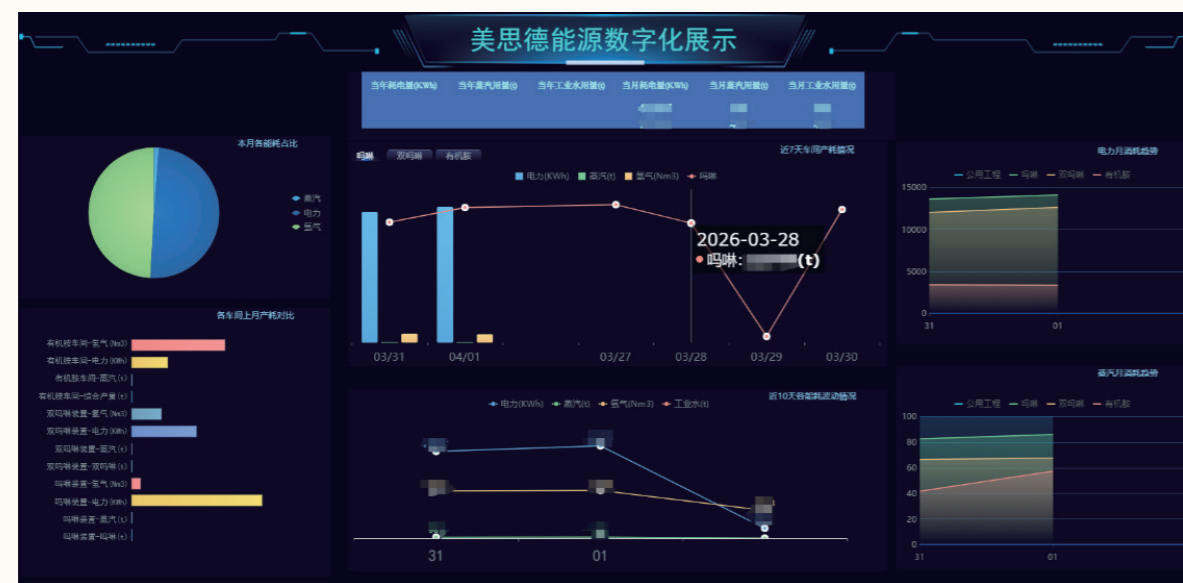 美思德能源数字化展示
当年耗电量(KWh) 当年蒸汽用量(t) 当年工业水用量(t) 当月耗电量(KWh) 当月蒸汽用量(t) 当月工业水用量(t)
本月各能耗占比
蒸汽
电力
氢气
各车间上月产耗对比
有机胺车间-氢气(Nm3)
有机胺车间-电力(KWh)
有机胺车间-蒸汽(t)
有机胺车间-综合产量(t)
双吗啉装置-氢气(Nm3)
双吗啉装置-电力(KWh)
双吗啉装置-蒸汽(t)
双吗啉装置-双吗啉(t)
吗啉装置-氢气(Nm3)
吗啉装置-电力(KWh)
吗啉装置-蒸汽(t)
吗啉装置-吗啉(t)
近7天车间产耗情况
吗啉 双吗啉 有机胺
电力(KWh) 蒸汽(t) 氢气(Nm3) 吗啉
2026-03-28
吗啉: (t)
03/31 04/01 03/27 03/28 03/29 03/30
近10天各能耗波动情况
电力(KWh) 蒸汽(t) 氢气(Nm3) 工业水(t)
31 01
电力月消耗趋势
公用工程 吗啉 双吗啉 有机胺
15000
10000
5000
0
31 01
蒸汽月消耗趋势
公用工程 吗啉 双吗啉 有机胺
100
80
60
40
20
0
31 01